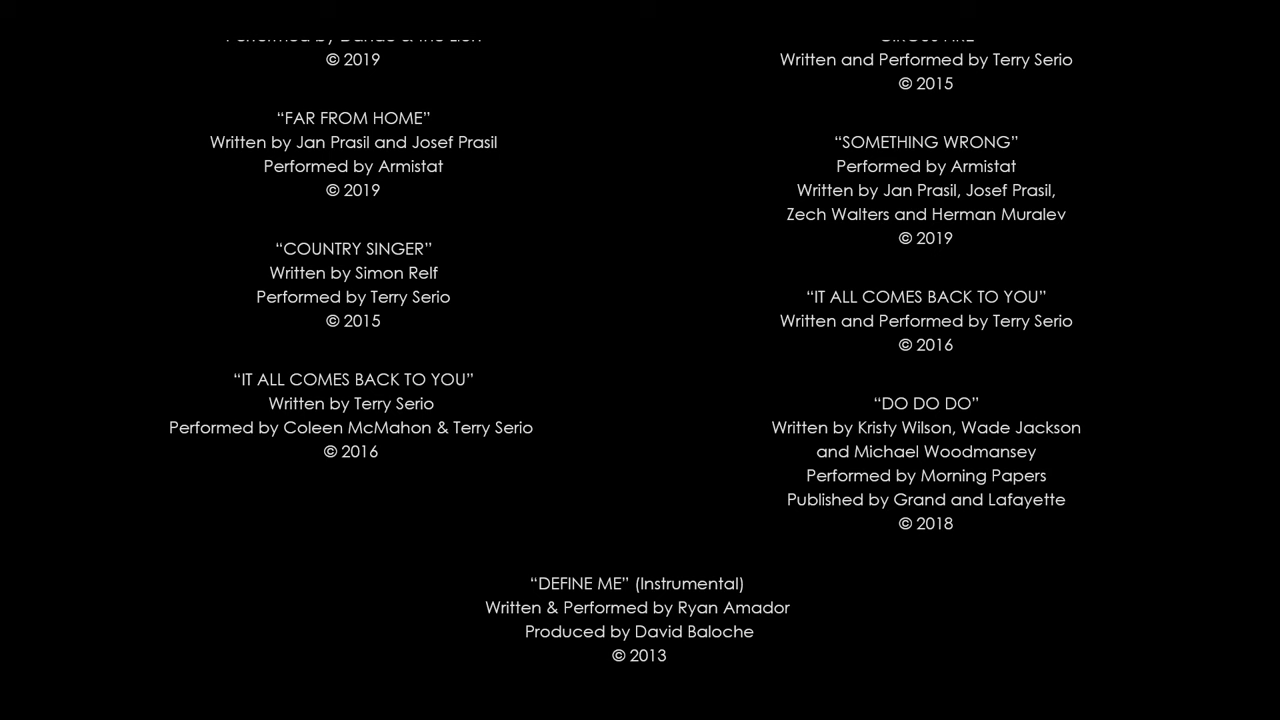 © 2019
“FAR FROM HOME”
Written by Jan Prasil and Josef Prasil
Performed by Armistat
© 2019
“COUNTRY SINGER”
Written by Simon Relf
Performed by Terry Serio
© 2015
“IT ALL COMES BACK TO YOU”
Written by Terry Serio
Performed by Coleen McMahon & Terry Serio
© 2016
Written and Performed by Terry Serio
© 2015
“SOMETHING WRONG”
Performed by Armistat
Written by Jan Prasil, Josef Prasil,
Zech Walters and Herman Muralev
© 2019
“IT ALL COMES BACK TO YOU”
Written and Performed by Terry Serio
© 2016
“DO DO DO”
Written by Kristy Wilson, Wade Jackson
and Michael Woodmansey
Performed by Morning Papers
Published by Grand and Lafayette
© 2018
“DEFINE ME” (Instrumental)
Written & Performed by Ryan Amador
Produced by David Baloche
© 2013